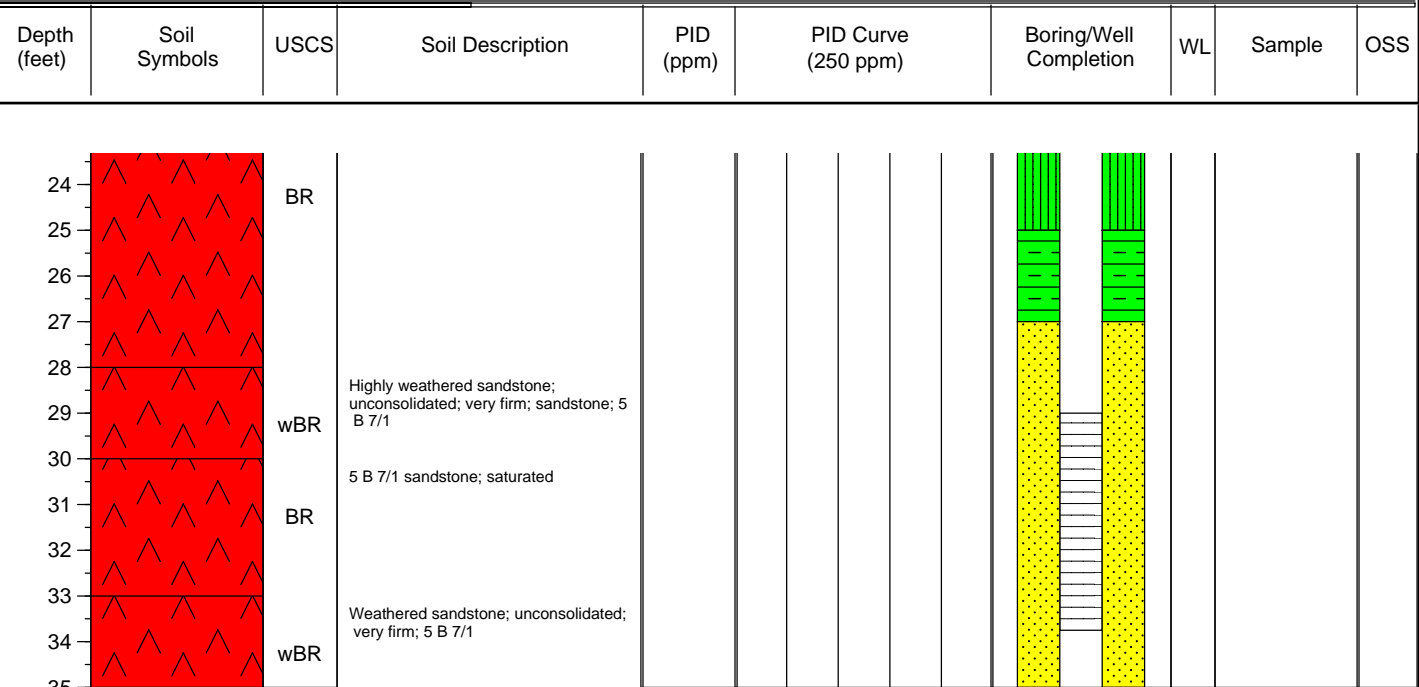 Depth
(feet)
Soil
Symbols
USCS
Soil Description
PID
(ppm)
PID Curve
(250 ppm)
Boring/Well
Completion
WL
Sample
OSS
24
BR
25
26
27
28
Highly weathered sandstone;
unconsolidated; very firm; sandstone; 5
B 7/1
29
wBR
30
5 B 7/1 sandstone; saturated
31
BR
32
33
Weathered sandstone; unconsolidated;
very firm; 5 B 7/1
34
wBR
35